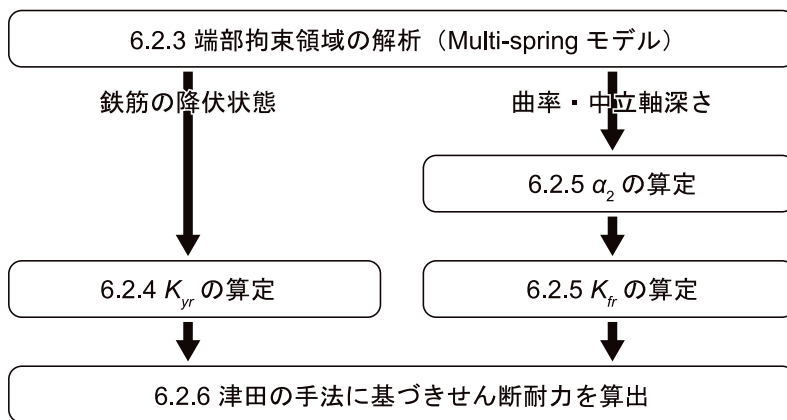 6.2.3 端部拘束領域の解析（Multi-spring モデル）
鉄筋の降伏状態
曲率・中立軸深さ
6.2.5 α₂ の算定
6.2.4 Kyr の算定
6.2.5 Kfr の算定
6.2.6 津田の手法に基づきせん断耐力を算出